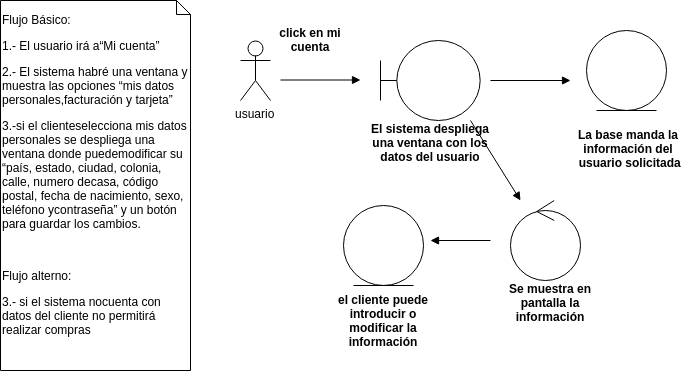 Flujo Básico:
1.- El usuario irá a“Mi cuenta”
2.- El sistema habré una ventana y
muestra las opciones “mis datos
personales,facturación y tarjeta”
3.-si el clienteselecciona mis datos
personales se despliega una
ventana donde puedemodificar su
“país, estado, ciudad, colonia,
calle, numero decasa, código
postal, fecha de nacimiento, sexo,
teléfono ycontraseña” y un botón
para guardar los cambios.
Flujo alterno:
3.- si el sistema nocuenta con
datos del cliente no permitirá
realizar compras
click en mi
cuenta
usuario
El sistema despliega
una ventana con los
datos del usuario
La base manda la
información del
usuario solicitada
el cliente puede
introducir o
modificar la
información
Se muestra en
pantalla la
información